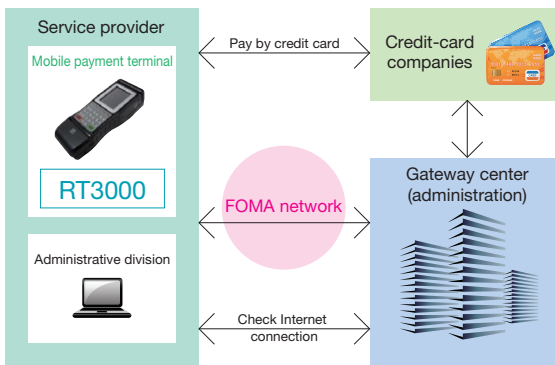 Service provider
Mobile payment terminal
RT3000
Administrative division
Pay by credit card
FOMA network
Check Internet
connection
Credit-card
companies
Gateway center
(administration)